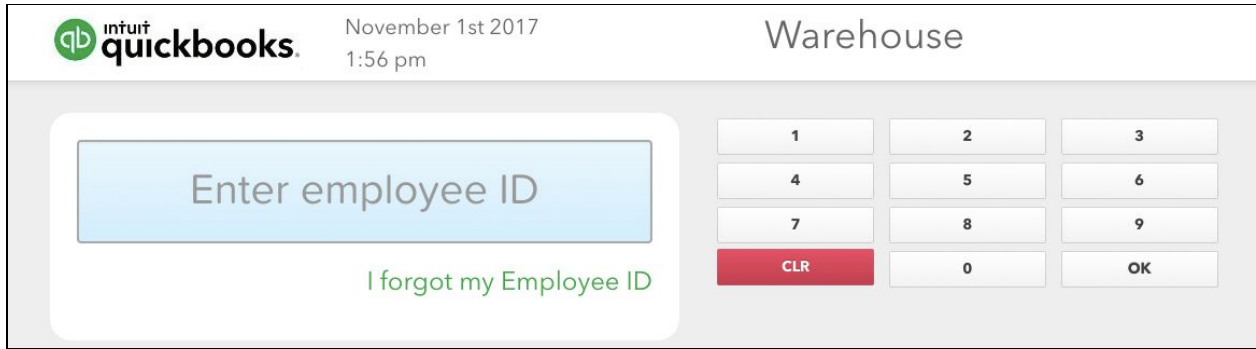 intuit
quickbooks.
November 1st 2017
1:56 pm
Warehouse
Enter employee ID
I forgot my Employee ID
1 2 3
4 5 6
7 8 9
CLR 0 OK